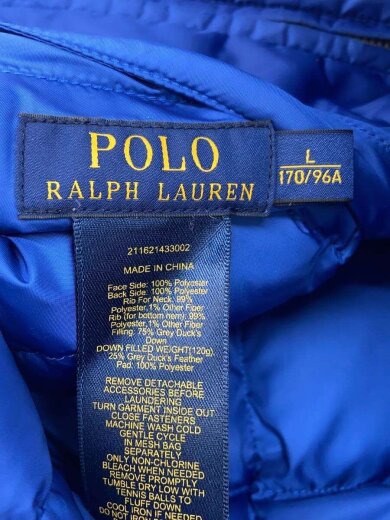 POLO
RALPH LAUREN
L
170/96A
211621433002
MADE IN CHINA
Face Side: 100% Polyester
Back Side: 100% Polyester
Rib For Neck: 99%
Polyester,1% Other Fiber
Rib (for bottom hem): 99%
Polyester,1% Other Fiber
Filling: 75% Grey Duck's
Down
DOWN FILLED WEIGHT(120g)
25% Grey Duck's Feather
Pad: 100% Polyester
REMOVE DETACHABLE
ACCESSORIES BEFORE
LAUNDERING
TURN GARMENT INSIDE OUT
CLOSE FASTENERS
MACHINE WASH COLD
GENTLE CYCLE
IN MESH BAG
SEPARATELY
ONLY NON-CHLORINE
BLEACH WHEN NEEDED
REMOVE PROMPTLY
TUMBLE DRY LOW WITH
TENNIS BALLS TO
FLUFF DOWN
COOL IRON IF NEEDED
DO NOT IRON